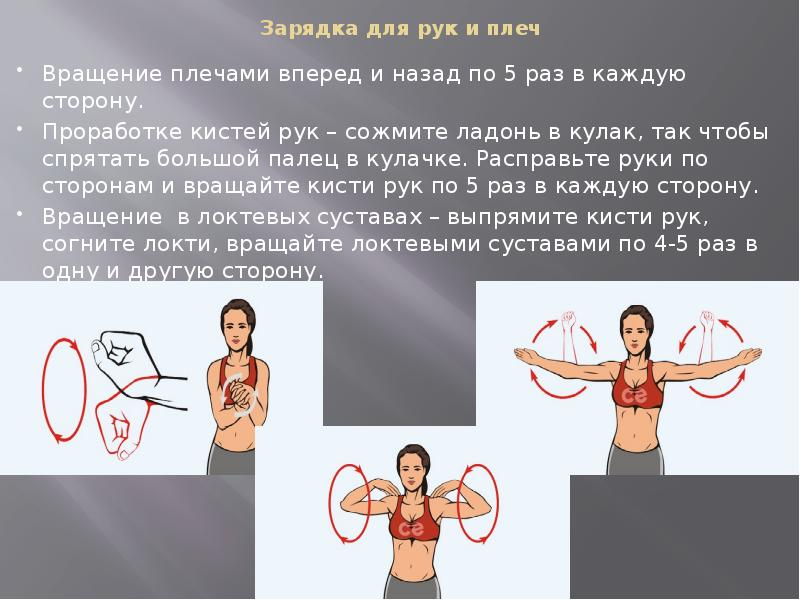 Зарядка для рук и плеч
• Вращение плечами вперед и назад по 5 раз в каждую
сторону.
• Проработке кистей рук – сожмите ладонь в кулак, так чтобы
спрятать большой палец в кулачке. Расправьте руки по
сторонам и вращайте кисти рук по 5 раз в каждую сторону.
• Вращение  в локтевых суставах – выпрямите кисти рук,
согните локти, вращайте локтевыми суставами по 4-5 раз в
одну и другую сторону.
ce
ce